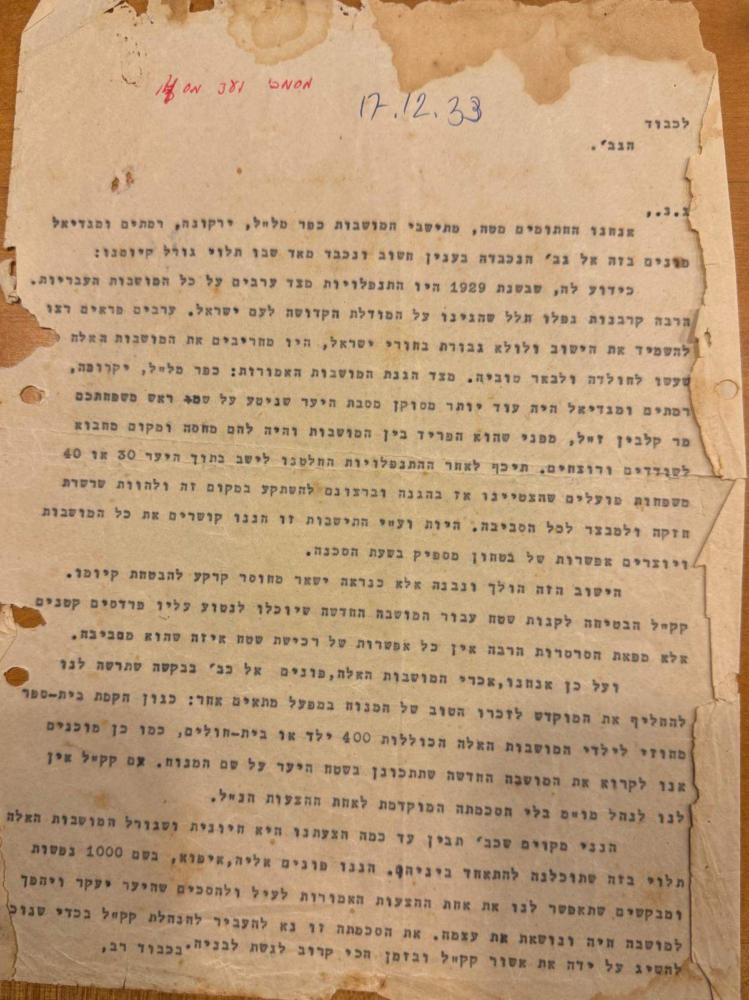 מסמכי ועד מס
17.12.33
לכבוד
הגב׳.
ג.נ.,
אנחנו החתומים מטה, מתישבי המושבות כפר מל״ל, ירקונה, רמתים ומגדיאל
פונים בזה אל גב׳ הנכבדה בענין חשוב ונכבד מאד שבו תלוי גורל קיומנו:
כידוע לה, שבשנת 1929 היו התנפלויות מצד ערבים על כל המושבות העבריות.
הרבה קרבנות נפלו חלל שהגינו על המודלת הקדושה לעם ישראל. ערבים פראים רצו
להשמיד את הישוב ולולא גבורת בחורי ישראל, היו מחריבים את המושבות האלה
שעשו לחולדה ולבאר טוביה. מצד הגנת המושבות האמורות: כפר מל״ל, יקרונה,
רמתים ומגדיאל היה עוד יותר מסוקן מסבת היער שניטע על שם ראש משפחתכם
מר קלבין ז״ל, מפני שהוא הפריד בין המושבות והיה להם מחסה ומקום מחבוא
לשודדים ורוצחים. תיכף לאחר ההתנפלויות החלטנו לישב בתוך היער 30 או 40
משפחות פועלים שהצטיינו אז בהגנה וברצונם להשתקע במקום זה ולהוות שרשרת
חזקה ולמבצר לכל הסביבה. היות וע״י התישבות זו הננו קושרים את כל המושבות
ויוצרים אפשרות של בטחון מספיק בשעת הסכנה.
הישוב הזה הולך ונבנה אלא כנראה ישאר מחוסר קרקע להבטחת קיומו.
קק״ל הבטיחה לקנות שטח עבור המושבה החדשה שיוכלו לנטוע עליו פרדסים קטנים
אלא מפאת הסרסרות הרבה אין כל אפשרות של רכישת שטח איזה שהוא מסביבה.
ועל כן אנחנו,אכרי המושבות האלה,פונים אל כב׳ בבקשה שתרשה לנו
להחליף את המוקדש לזכרו הטוב של המנוח במפעל מתאים אחר: כגון הקמת בית-ספר
מחוזי לילדי המושבות האלה הכוללות 400 ילד או בית-חולים, כמו כן מוכנים
אנו לקרוא את המושבה החדשה שתתכונן בשטח היער על שם המנוח. אם קק״ל אין
לנו לנהל מו״מ בלי הסכמתה המוקדמת לאחת ההצעות הנ״ל.
הנני מקוים שכב׳ תבין עד כמה הצעתנו היא חיונית ושגורל המושבות האלה
תלוי בזה שתוכלנה להתאחד ביניהן. הננו פונים אליה,איפוא, בשם 1000 נפשות
ומבקשים שתאפשר לנו את אחת ההצעות האמורות לעיל ולהסכים שהיער יעקר ויהפך
למושבה חיה ונושאת את עצמה. את הסכמתה זו נא להעביר להנהלת קק״ל בכדי שנוכ
להשיג על ידה את אשור קק״ל ובזמן הכי קרוב לגשת לבניה.בכבוד רב,